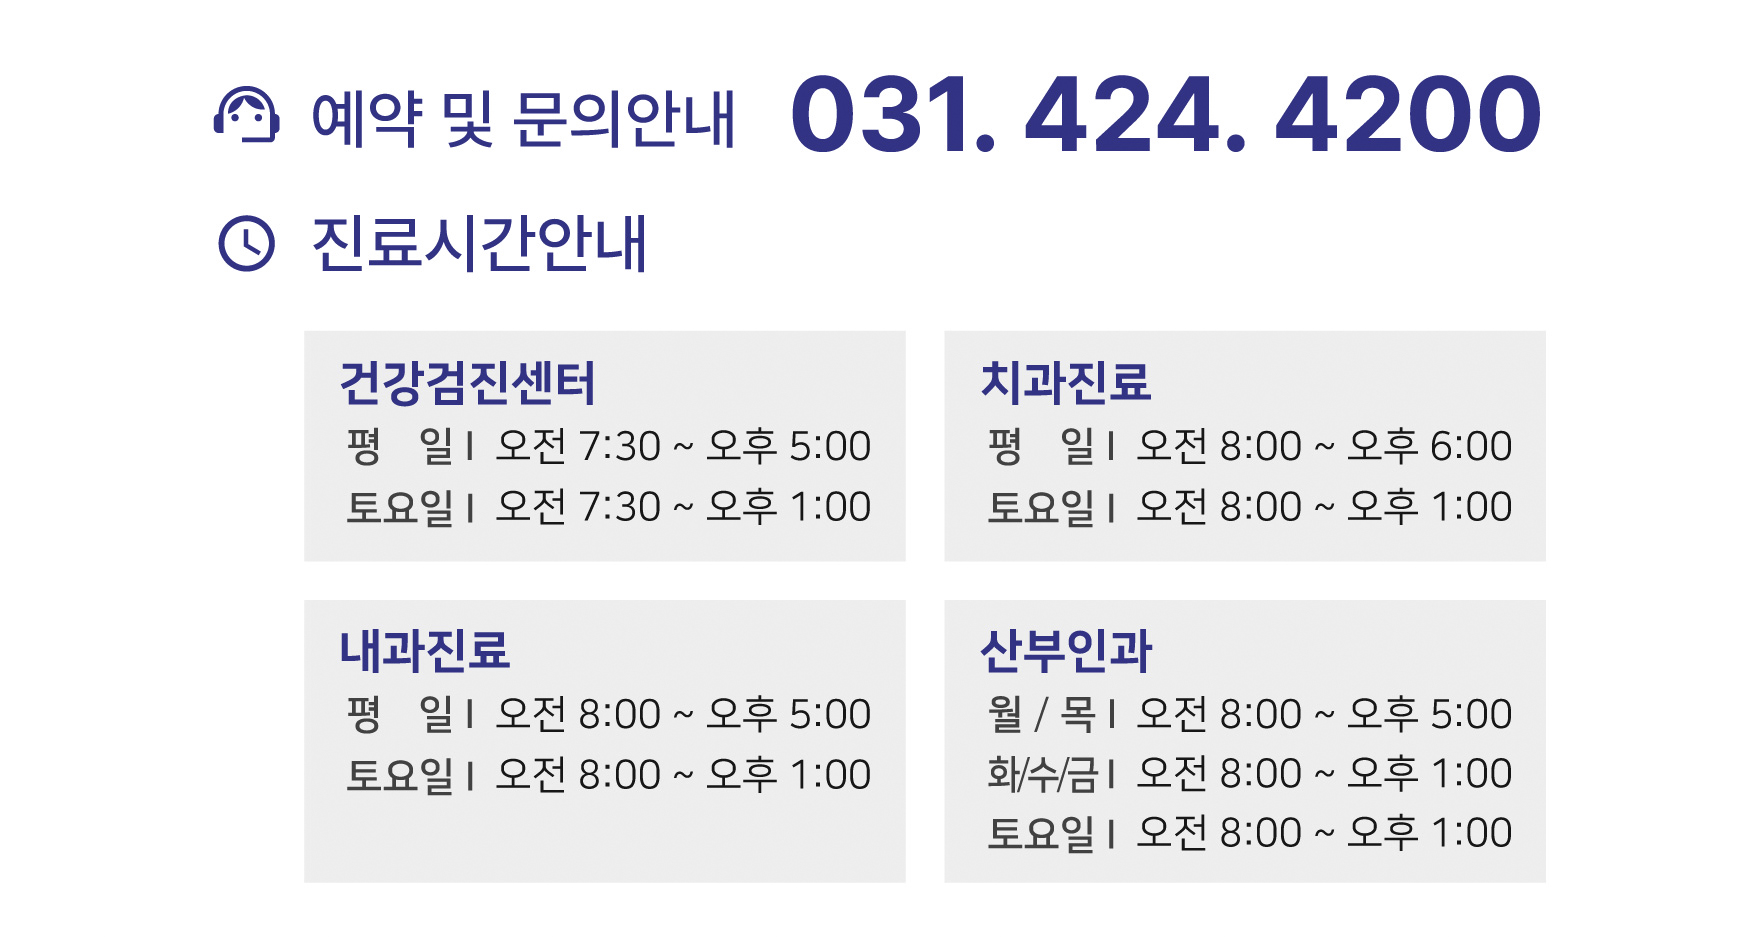 예약 및 문의안내 031. 424. 4200
진료시간안내
건강검진센터
평 일 I 오전 7:30 ~ 오후 5:00
토요일 I 오전 7:30 ~ 오후 1:00
치과진료
평 일 I 오전 8:00 ~ 오후 6:00
토요일 I 오전 8:00 ~ 오후 1:00
내과진료
평 일 I 오전 8:00 ~ 오후 5:00
토요일 I 오전 8:00 ~ 오후 1:00
산부인과
월 / 목 I 오전 8:00 ~ 오후 5:00
화/수/금 I 오전 8:00 ~ 오후 1:00
토요일 I 오전 8:00 ~ 오후 1:00